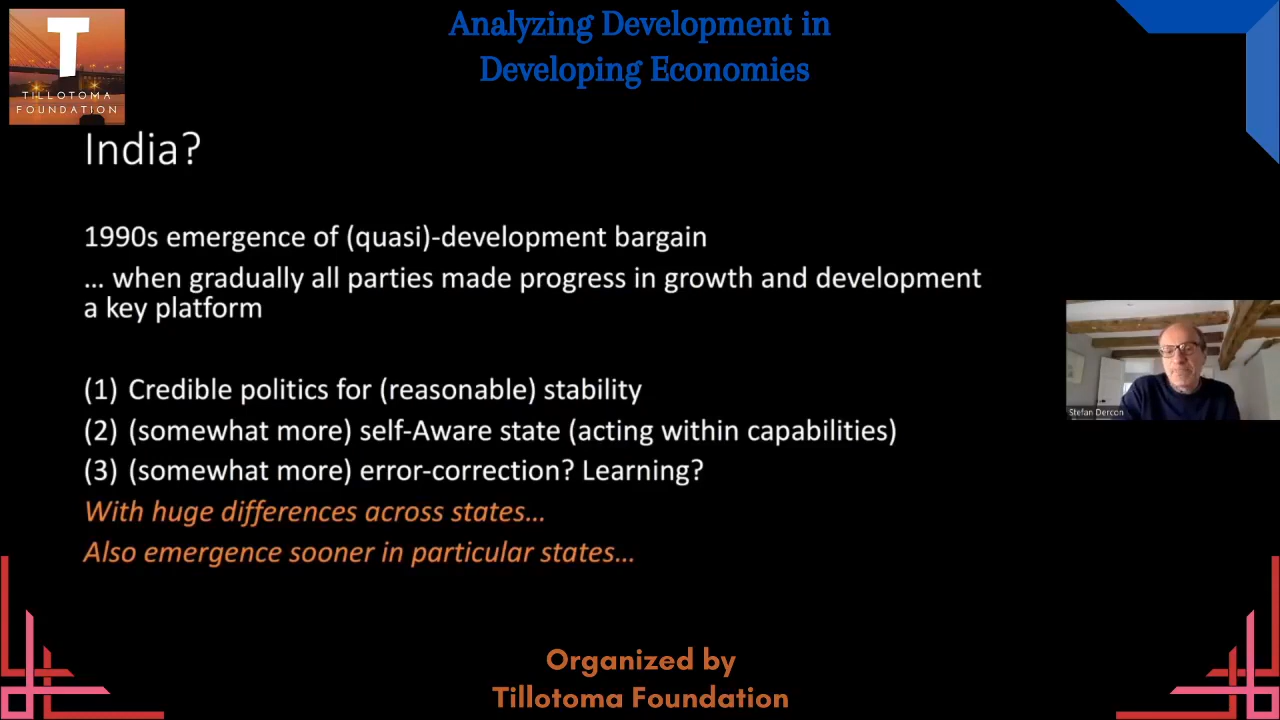 Analyzing Development in
Developing Economies
T
TILLOTOMA
FOUNDATION
India?
1990s emergence of (quasi)-development bargain
... when gradually all parties made progress in growth and development
a key platform
(1) Credible politics for (reasonable) stability
(2) (somewhat more) self-Aware state (acting within capabilities)
(3) (somewhat more) error-correction? Learning?
With huge differences across states...
Also emergence sooner in particular states...
Stefan Dercon
Organized by
Tillotoma Foundation